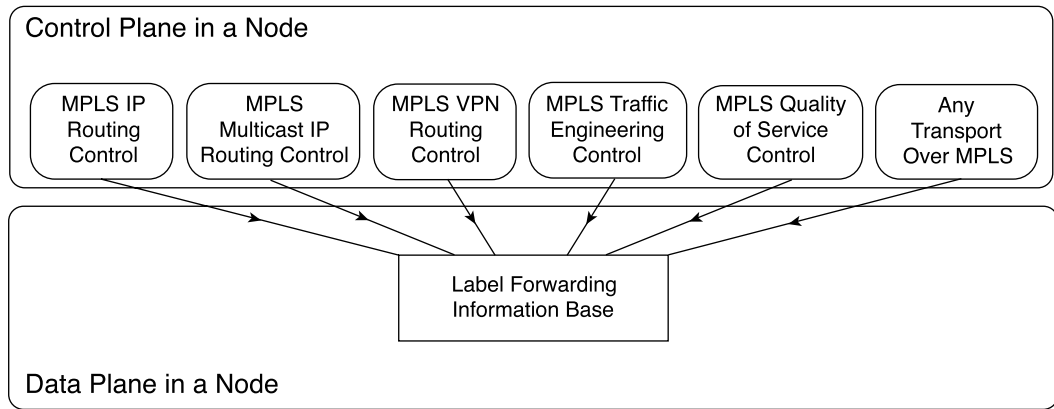 Control Plane in a Node
MPLS IP
Routing
Control
MPLS
Multicast IP
Routing Control
MPLS VPN
Routing
Control
MPLS Traffic
Engineering
Control
MPLS Quality
of Service
Control
Any
Transport
Over MPLS
Label Forwarding
Information Base
Data Plane in a Node